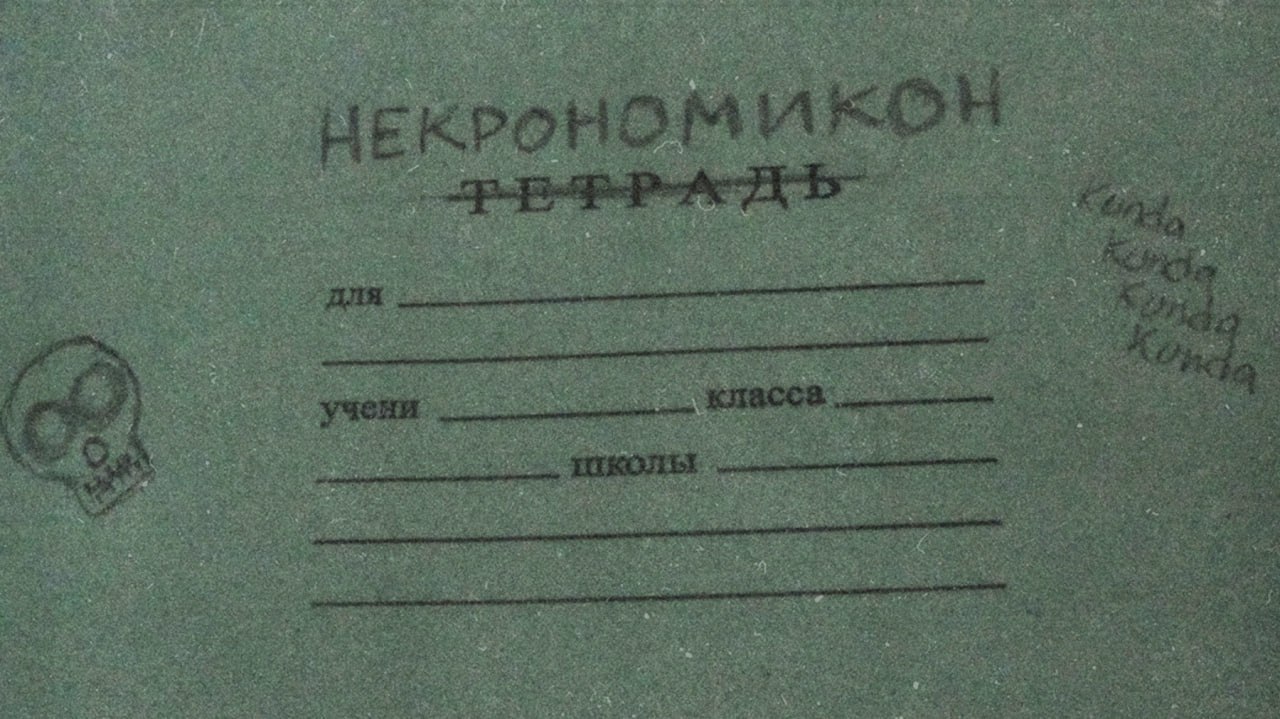 НЕКРОНОМИКОН
ТЕТРАДЬ
для
учени класса
школы
Kunda
Kunda
Kunda
Kunda